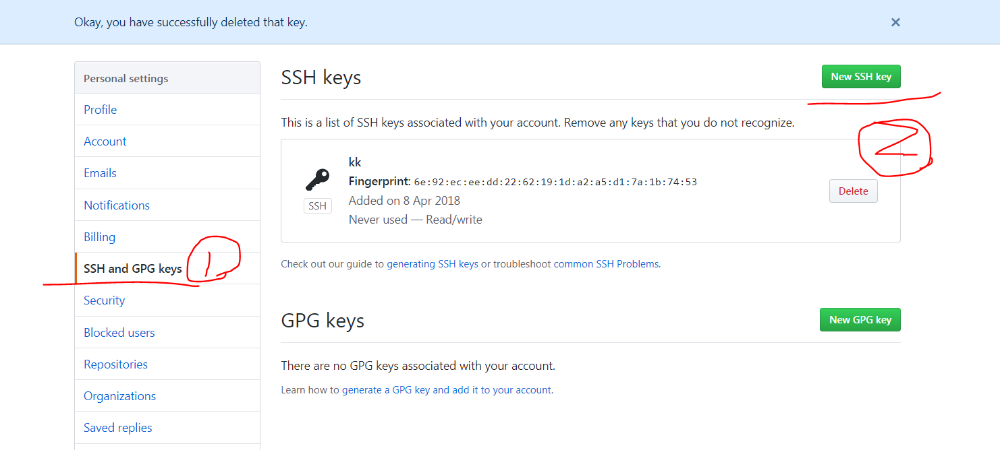 Okay, you have successfully deleted that key.
Personal settings
Profile
Account
Emails
Notifications
Billing
SSH and GPG keys
1
Security
Blocked users
Repositories
Organizations
Saved replies
SSH keys
New SSH key
This is a list of SSH keys associated with your account. Remove any keys that you do not recognize.
2
kk
Fingerprint: 6e:92:ec:ee:dd:22:62:19:1d:a2:a5:d1:7a:1b:74:53
SSH
Added on 8 Apr 2018
Never used — Read/write
Delete
Check out our guide to generating SSH keys or troubleshoot common SSH Problems.
GPG keys
New GPG key
There are no GPG keys associated with your account.
Learn how to generate a GPG key and add it to your account.